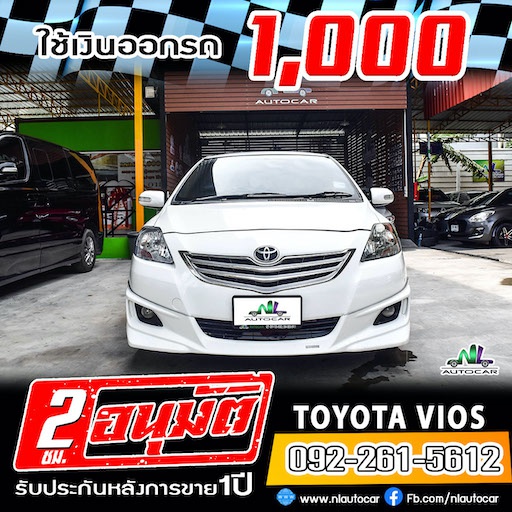 ใช้เงินออกรถ 1,000
AUTOCAR
NL
AUTOCAR
NL
AUTOCAR
2 ชม. อนุมัติ
TOYOTA VIOS
092-261-5612
รับประกันหลังการขาย 1ปี
www.nlautocar
Fb.com/nlautocar